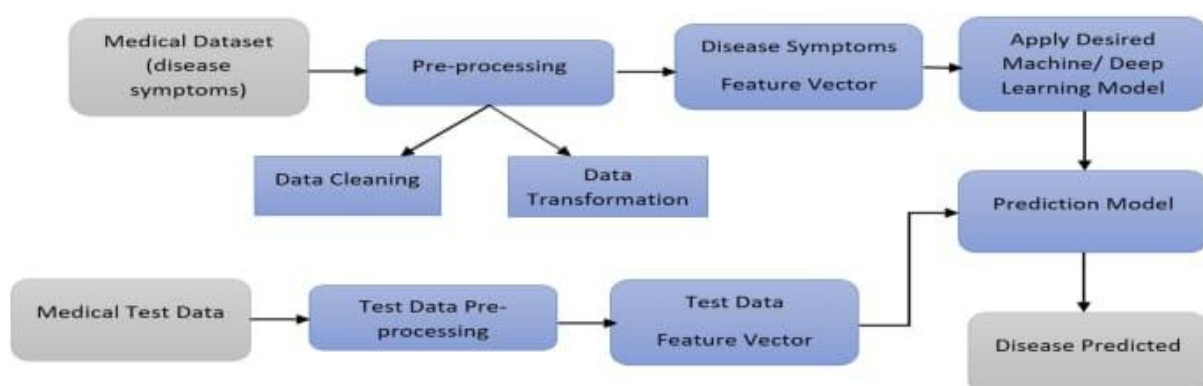 Medical Dataset
(disease
symptoms)
Pre-processing
Disease Symptoms
Feature Vector
Apply Desired
Machine/ Deep
Learning Model
Data Cleaning
Data
Transformation
Prediction Model
Medical Test Data
Test Data Pre-
processing
Test Data
Feature Vector
Disease Predicted